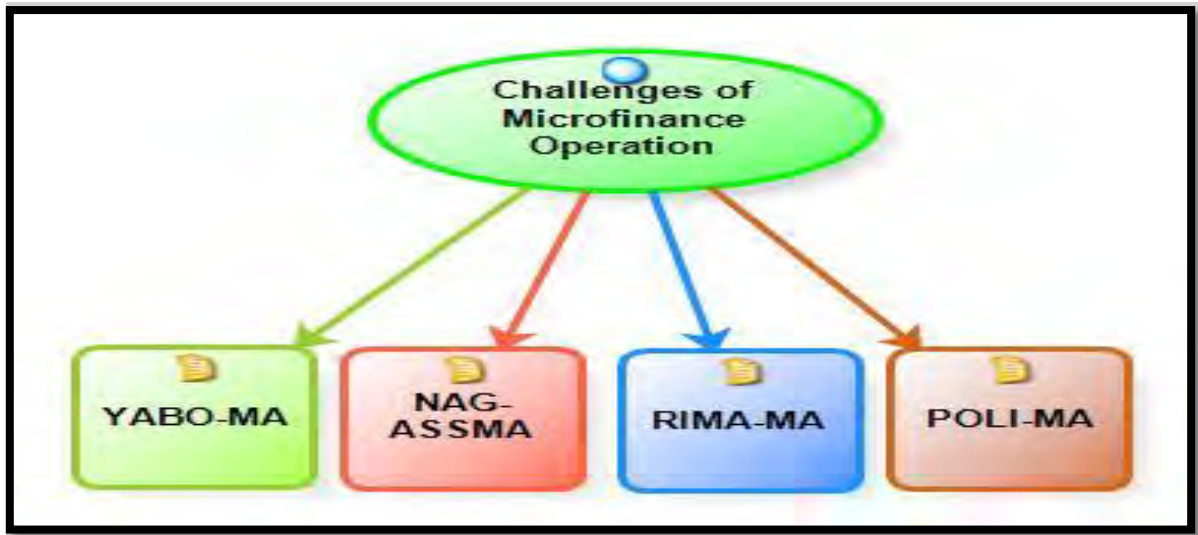 Challenges of
Microfinance
Operation
YABO-MA
NAG-
ASSMA
RIMA-MA
POLI-MA